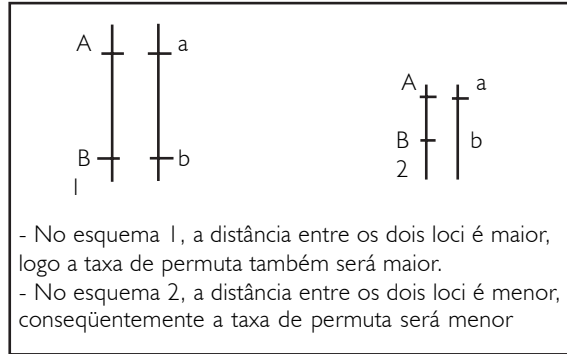 A a
B b
1
A a
B b
2
- No esquema 1, a distância entre os dois loci é maior,
logo a taxa de permuta também será maior.
- No esquema 2, a distância entre os dois loci é menor,
conseqüentemente a taxa de permuta será menor